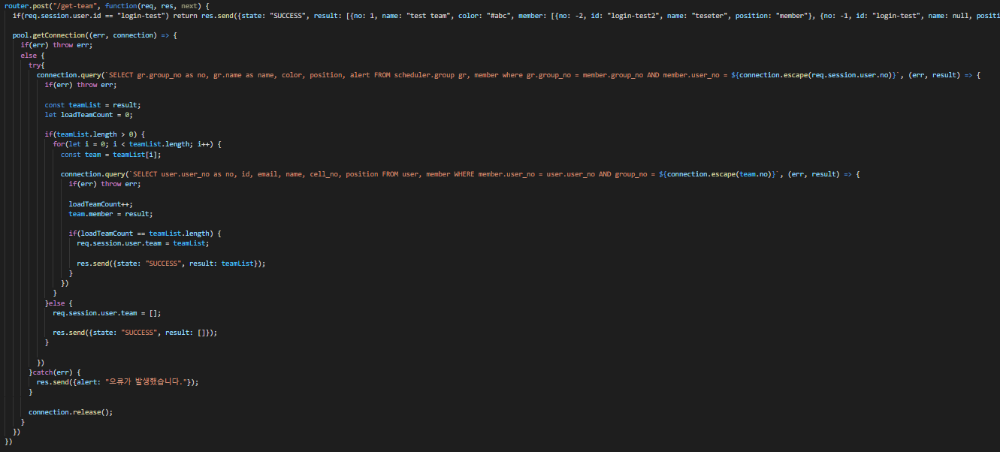 router.post("/get-team", function(req, res, next) {
  if(req.session.user.id == "login-test") return res.send({state: "SUCCESS", result: [{no: 1, name: "test team", color: "#abc", member: [{no: -2, id: "login-test2", name: "teseter", position: "member"}, {no: -1, id: "login-test", name: null, positi
  pool.getConnection((err, connection) => {
    if(err) throw err;
    else {
      try{
        connection.query(`SELECT gr.group_no as no, gr.name as name, color, position, alert FROM scheduler.group gr, member where gr.group_no = member.group_no AND member.user_no = ${connection.escape(req.session.user.no)}`, (err, result) => {
          if(err) throw err;
          const teamList = result;
          let loadTeamCount = 0;
          if(teamList.length > 0) {
            for(let i = 0; i < teamList.length; i++) {
              const team = teamList[i];
              connection.query(`SELECT user.user_no as no, id, email, name, cell_no, position FROM user, member WHERE member.user_no = user.user_no AND group_no = ${connection.escape(team.no)}`, (err, result) => {
                if(err) throw err;
                loadTeamCount++;
                team.member = result;
                if(loadTeamCount == teamList.length) {
                  req.session.user.team = teamList;
                  res.send({state: "SUCCESS", result: teamList});
                }
              })
            }
          }else {
            req.session.user.team = [];
            res.send({state: "SUCCESS", result: []});
          }
        })
      }catch(err) {
        res.send({alert: "오류가 발생했습니다."});
      }
      connection.release();
    }
  })
})